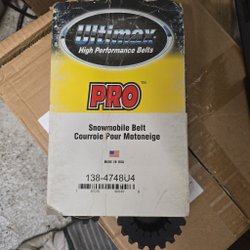 Ultimax
High Performance Belts
PRO
Snowmobile Belt
Courroie Pour Motoneige
MADE IN USA
138-4748U4